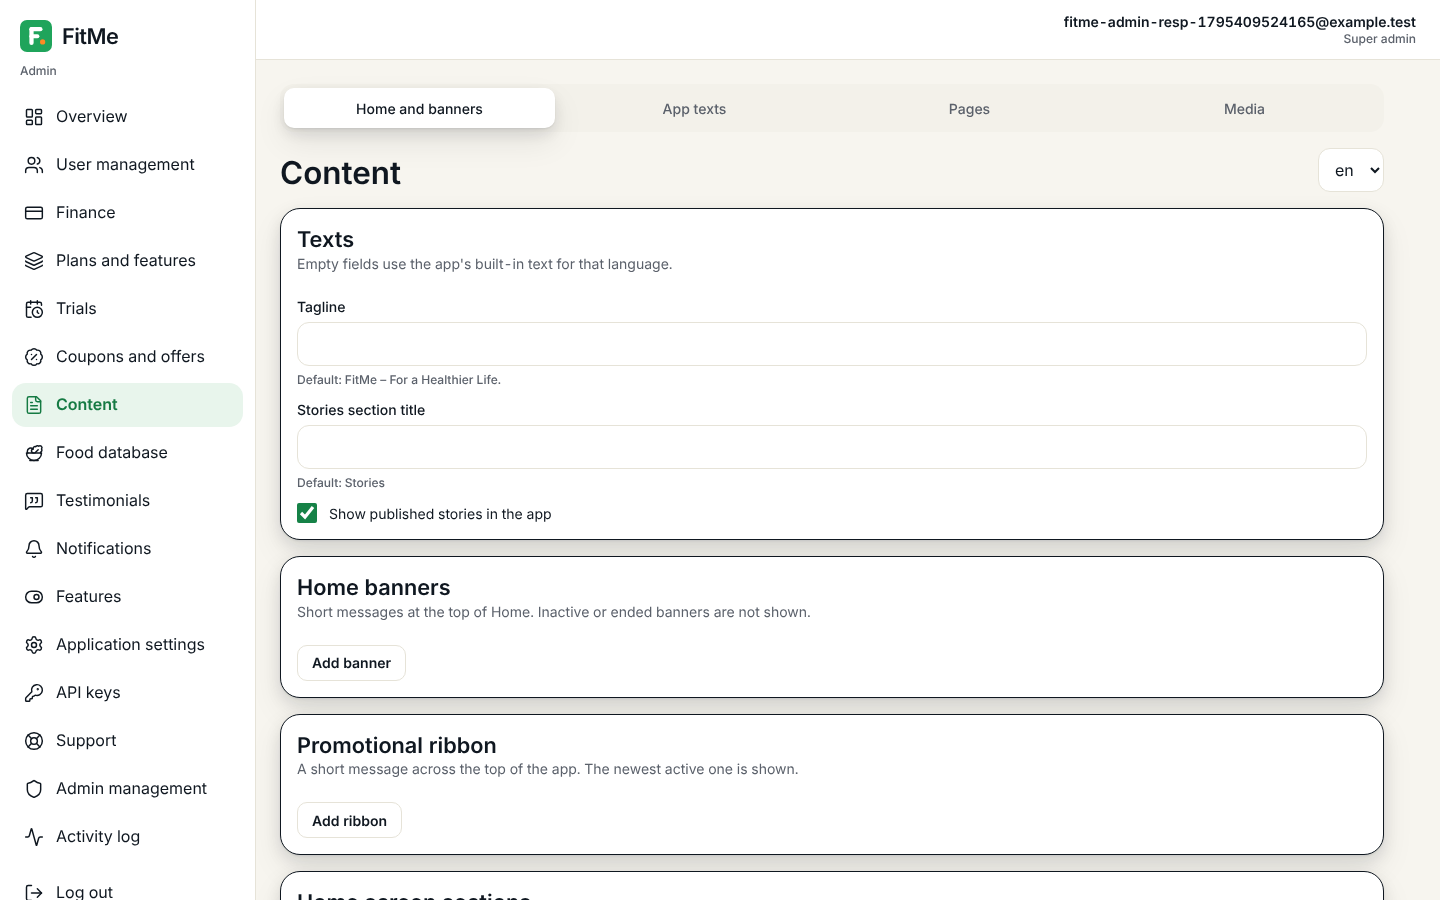 FitMe
Admin
Overview
User management
Finance
Plans and features
Trials
Coupons and offers
Content
Food database
Testimonials
Notifications
Features
Application settings
API keys
Support
Admin management
Activity log
Log out
fitme-admin-resp-1795409524165@example.test
Super admin
Home and banners
App texts
Pages
Media
Content
en
Texts
Empty fields use the app's built-in text for that language.
Tagline
Default: FitMe – For a Healthier Life.
Stories section title
Default: Stories
Show published stories in the app
Home banners
Short messages at the top of Home. Inactive or ended banners are not shown.
Add banner
Promotional ribbon
A short message across the top of the app. The newest active one is shown.
Add ribbon
Home screen sections